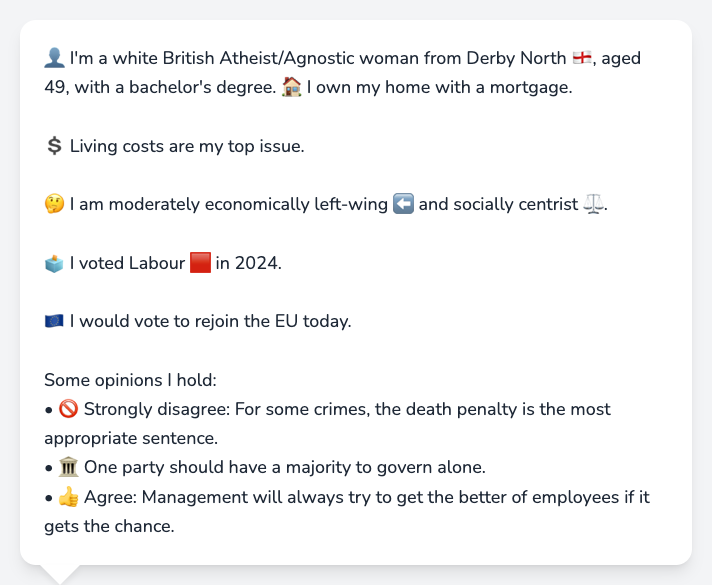 👤 I'm a white British Atheist/Agnostic woman from Derby North 🏴󠁧󠁢󠁥󠁮󠁧󠁿, aged
49, with a bachelor's degree. 🏠 I own my home with a mortgage.
💲 Living costs are my top issue.
🤔 I am moderately economically left-wing ⬅️ and socially centrist ⚖️.
🗳️ I voted Labour 🟥 in 2024.
🇪🇺 I would vote to rejoin the EU today.
Some opinions I hold:
• 🚫 Strongly disagree: For some crimes, the death penalty is the most
appropriate sentence.
• 🏛️ One party should have a majority to govern alone.
• 👍 Agree: Management will always try to get the better of employees if it
gets the chance.